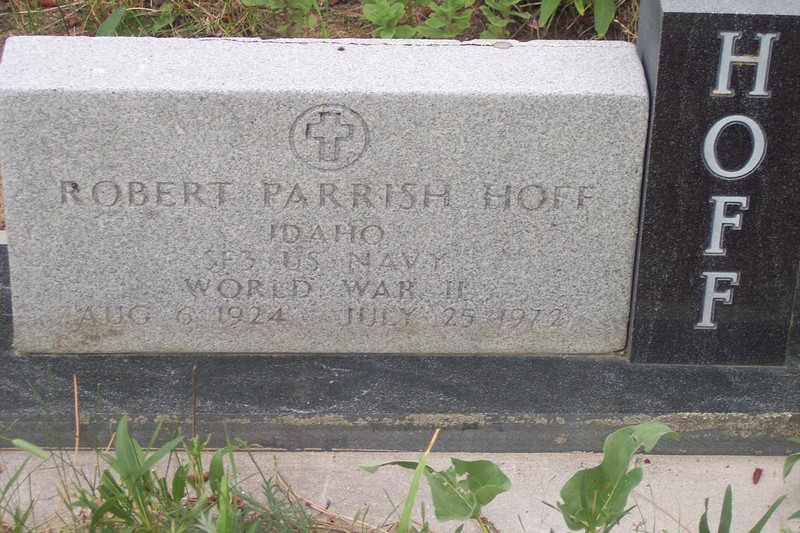 ROBERT PARRISH HOFF
IDAHO
SF3 US NAVY
WORLD WAR II
AUG 6 1924 JULY 25 1972
HOFF